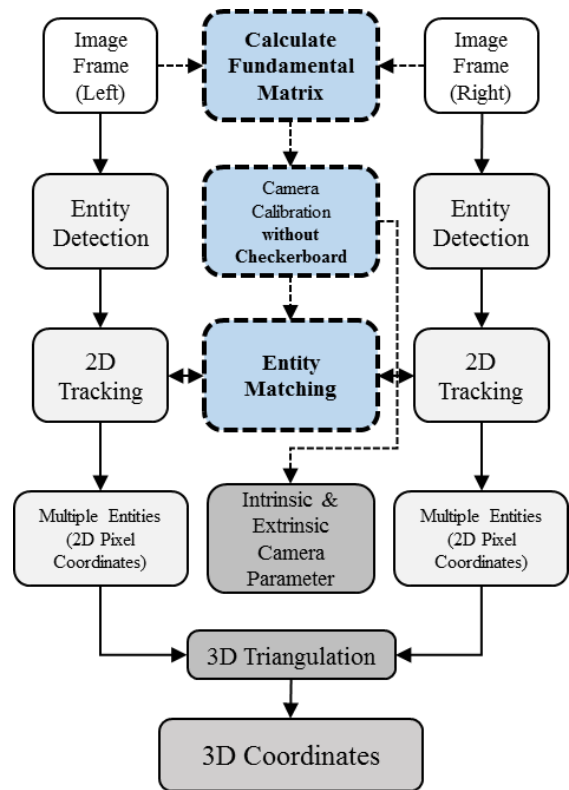 Image
Frame
(Left)
Calculate
Fundamental
Matrix
Image
Frame
(Right)
Entity
Detection
Camera
Calibration
without
Checkerboard
Entity
Detection
2D
Tracking
Entity
Matching
2D
Tracking
Multiple Entities
(2D Pixel
Coordinates)
Intrinsic &
Extrinsic
Camera
Parameter
Multiple Entities
(2D Pixel
Coordinates)
3D Triangulation
3D Coordinates